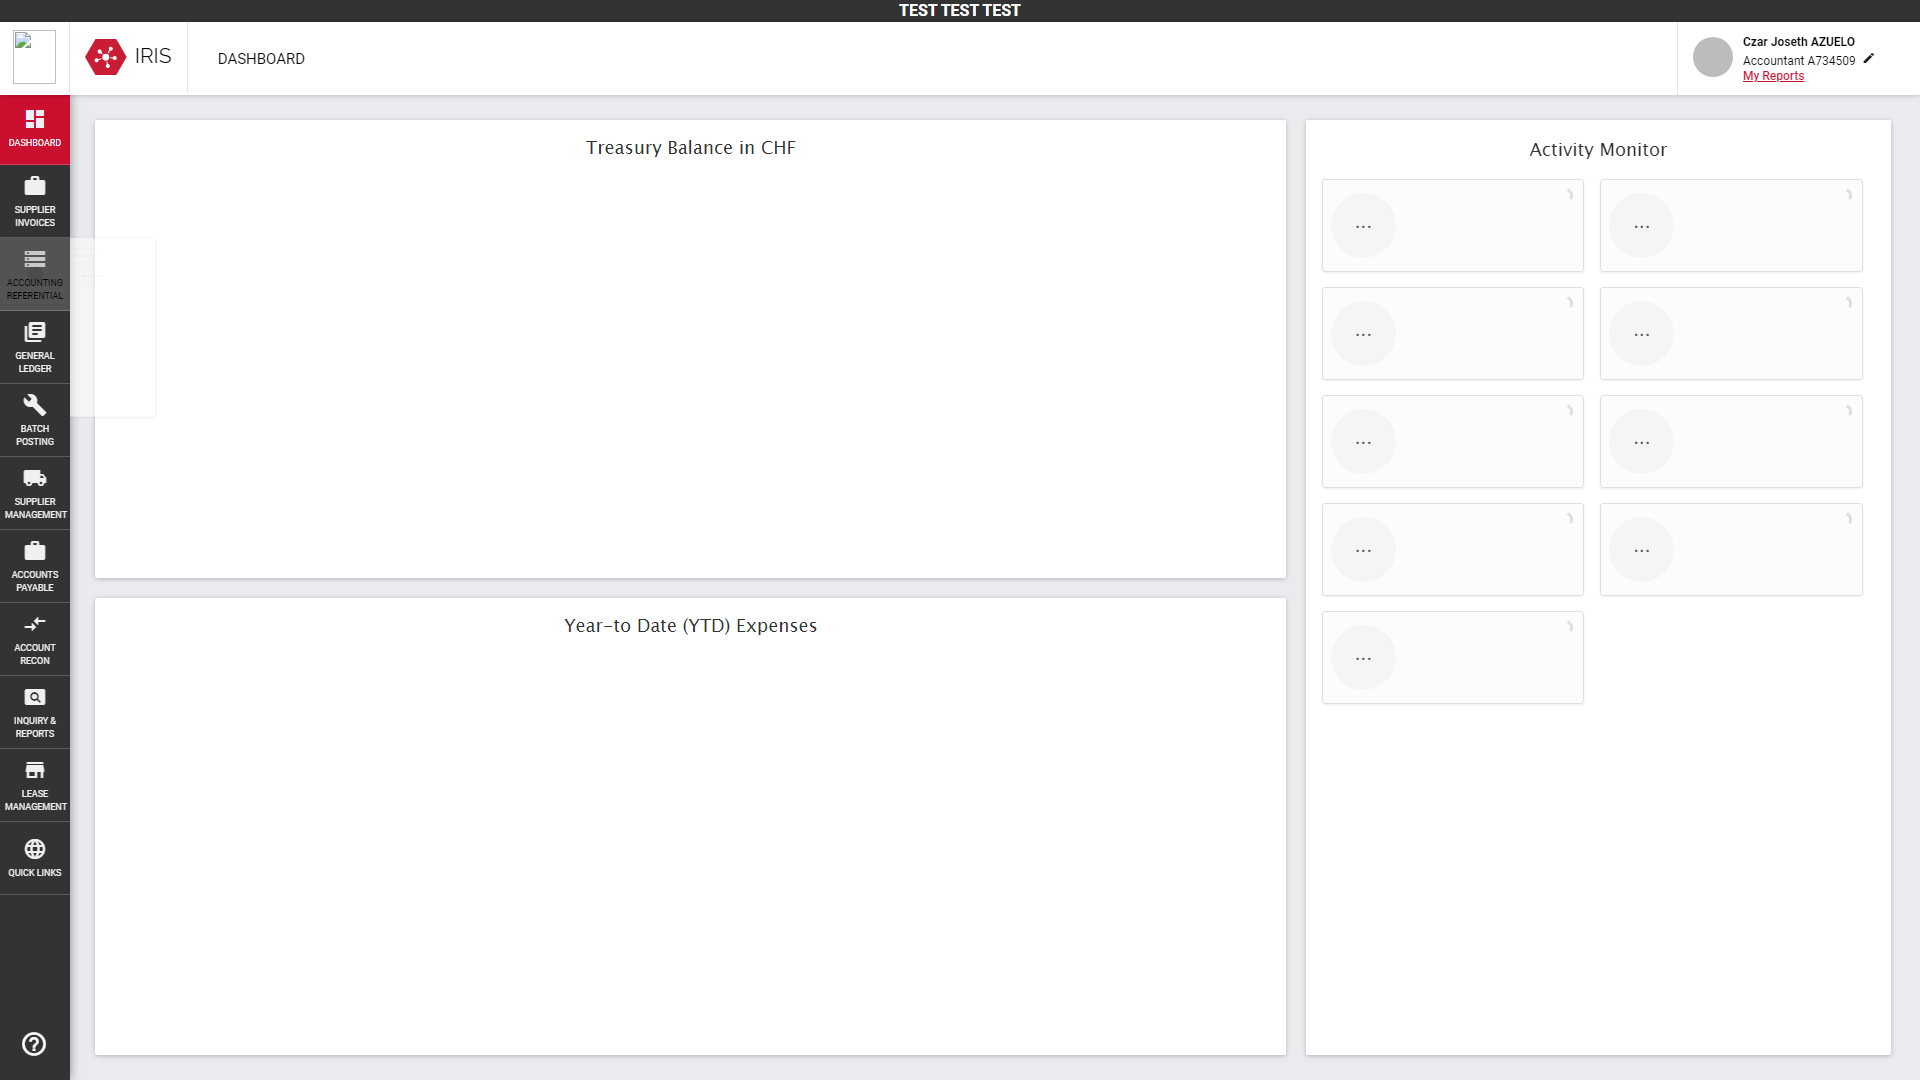 TEST TEST TEST
IRIS
DASHBOARD
Czar Joseth AZUELO
Accountant A734509
My Reports
DASHBOARD
SUPPLIER
INVOICES
ACCOUNTING
REFERENTIAL
GENERAL
LEDGER
BATCH
POSTING
SUPPLIER
MANAGEMENT
ACCOUNTS
PAYABLE
ACCOUNT
RECON
INQUIRY &
REPORTS
LEASE
MANAGEMENT
QUICK LINKS
Treasury Balance in CHF
Year-to Date (YTD) Expenses
Activity Monitor
... ...
... ...
... ...
... ...
...